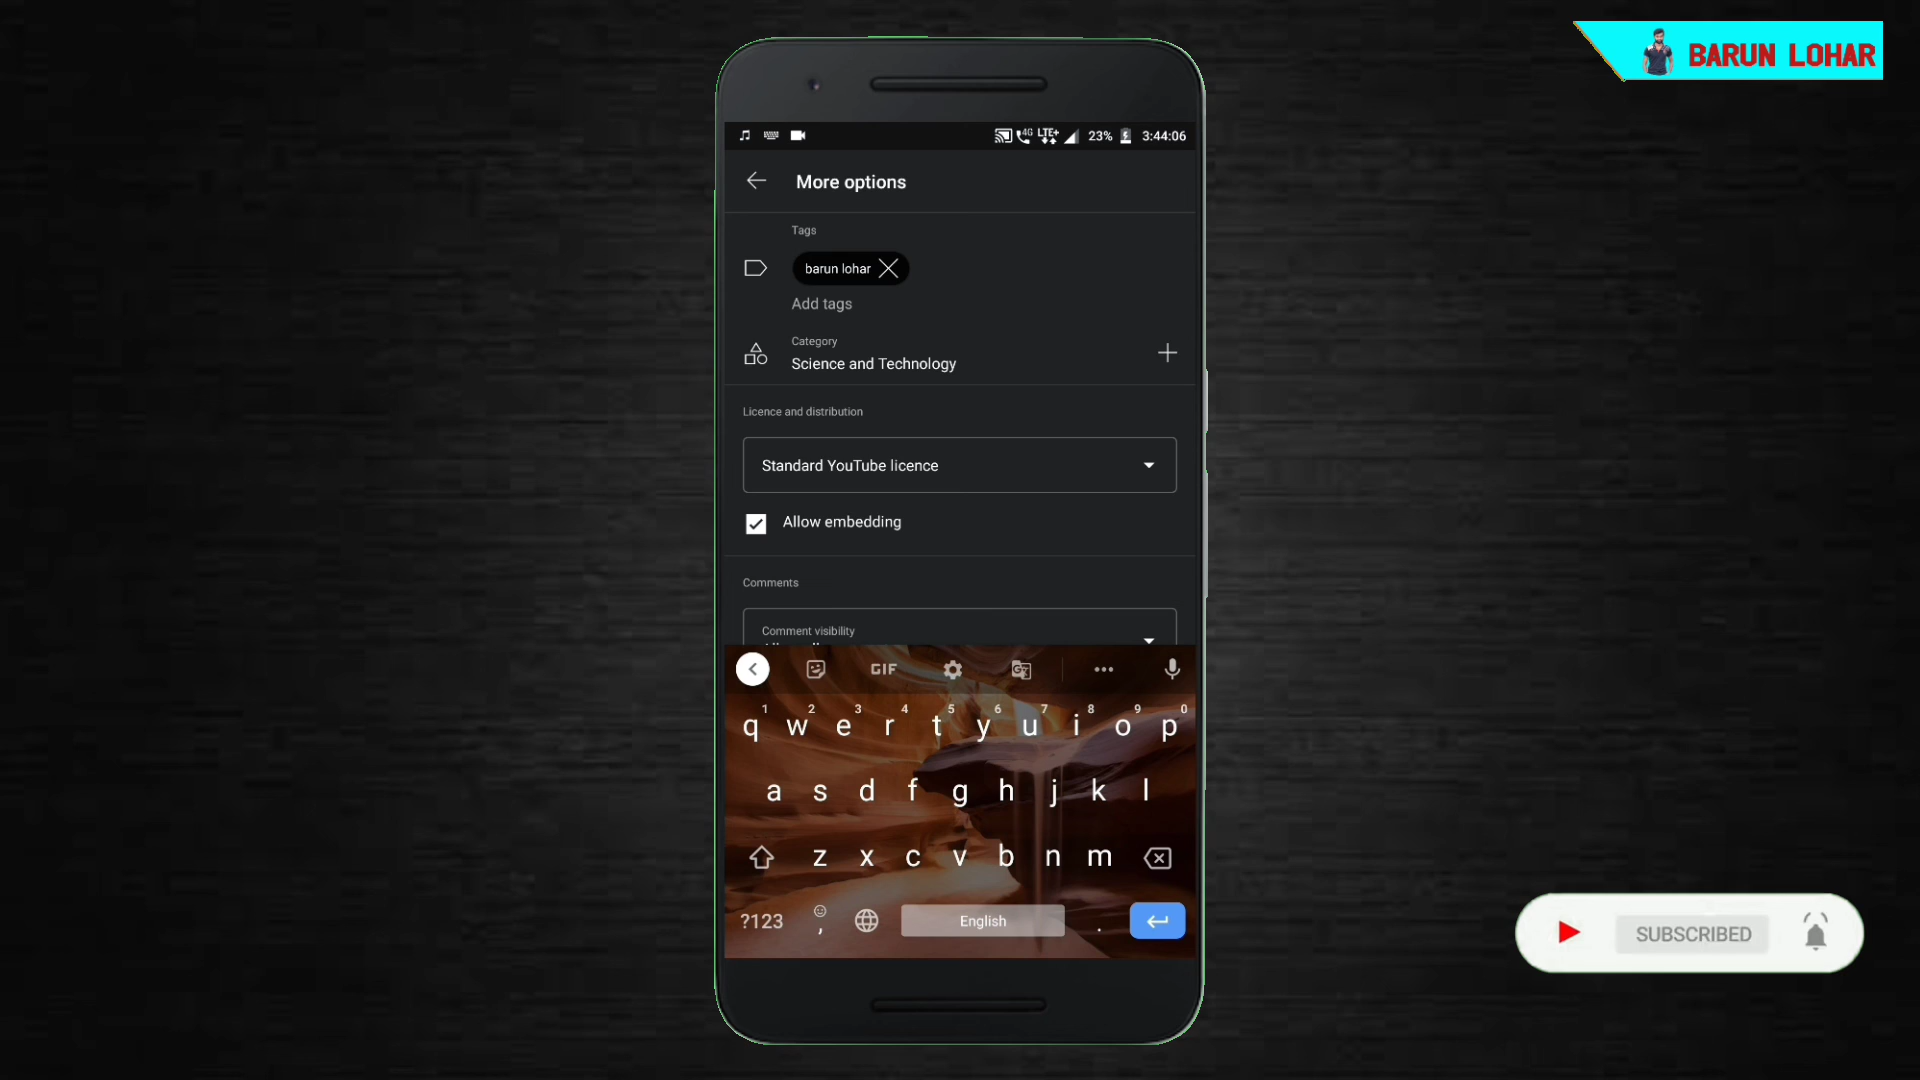 BARUN LOHAR
4G LTE+ 23% 3:44:06
More options
Tags
barun lohar
Add tags
Category
Science and Technology
Licence and distribution
Standard YouTube licence
Allow embedding
Comments
Comment visibility
GIF
1 2 3 4 5 6 7 8 9 0
q w e r t y u i o p
a s d f g h j k l
z x c v b n m
?123 , English .
SUBSCRIBED